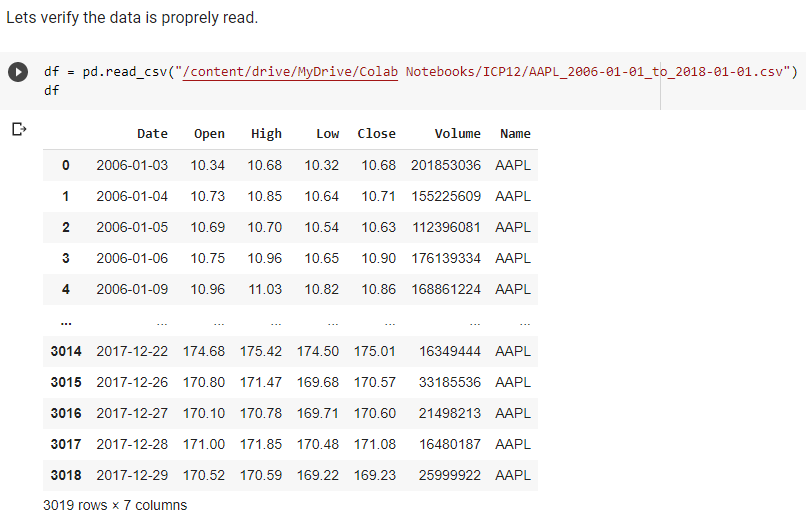 Lets verify the data is proprely read.
df = pd.read_csv("/content/drive/MyDrive/Colab Notebooks/ICP12/AAPL_2006-01-01_to_2018-01-01.csv")
df
Date Open High Low Close Volume Name
0 2006-01-03 10.34 10.68 10.32 10.68 201853036 AAPL
1 2006-01-04 10.73 10.85 10.64 10.71 155225609 AAPL
2 2006-01-05 10.69 10.70 10.54 10.63 112396081 AAPL
3 2006-01-06 10.75 10.96 10.65 10.90 176139334 AAPL
4 2006-01-09 10.96 11.03 10.82 10.86 168861224 AAPL
... ... ... ... ... ... ... ...
3014 2017-12-22 174.68 175.42 174.50 175.01 16349444 AAPL
3015 2017-12-26 170.80 171.47 169.68 170.57 33185536 AAPL
3016 2017-12-27 170.10 170.78 169.71 170.60 21498213 AAPL
3017 2017-12-28 171.00 171.85 170.48 171.08 16480187 AAPL
3018 2017-12-29 170.52 170.59 169.22 169.23 25999922 AAPL
3019 rows × 7 columns